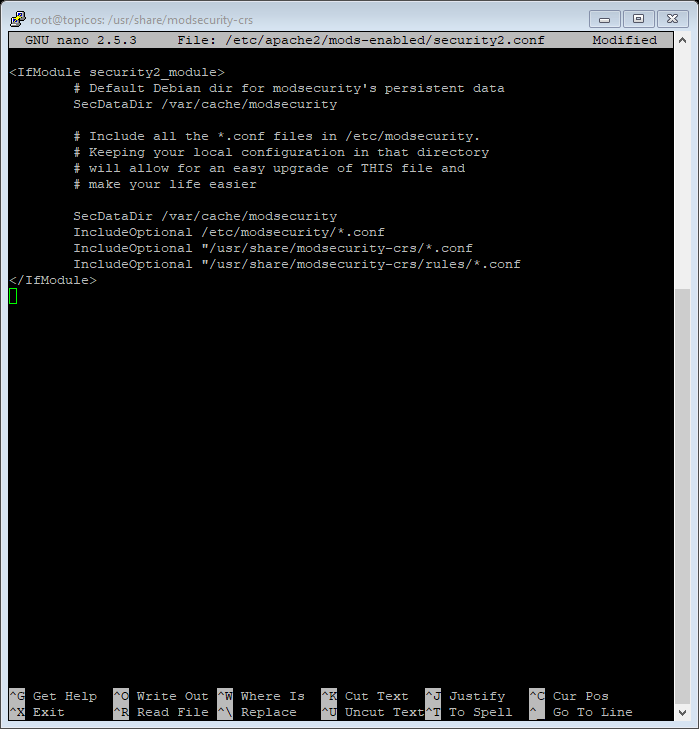 root@topicos: /usr/share/modsecurity-crs
GNU nano 2.5.3 File: /etc/apache2/mods-enabled/security2.conf Modified
<IfModule security2_module>
# Default Debian dir for modsecurity's persistent data
SecDataDir /var/cache/modsecurity
# Include all the *.conf files in /etc/modsecurity.
# Keeping your local configuration in that directory
# will allow for an easy upgrade of THIS file and
# make your life easier
SecDataDir /var/cache/modsecurity
IncludeOptional /etc/modsecurity/*.conf
IncludeOptional "/usr/share/modsecurity-crs/*.conf
IncludeOptional "/usr/share/modsecurity-crs/rules/*.conf
</IfModule>
^G Get Help ^O Write Out ^W Where Is ^K Cut Text ^J Justify ^C Cur Pos
^X Exit ^R Read File ^\ Replace ^U Uncut Text ^T To Spell ^_ Go To Line